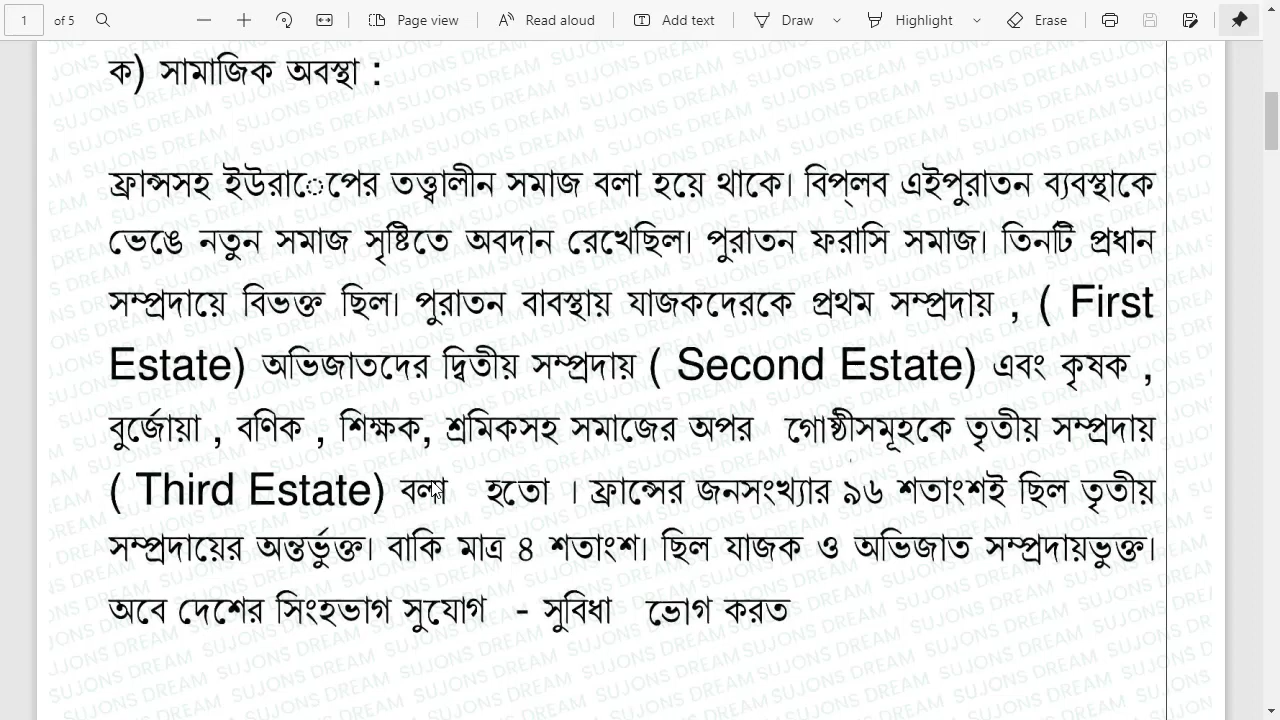 1 of 5 Page view Read aloud Add text Draw Highlight Erase
ক) সামাজিক অবস্থা :
ফ্রান্সসহ ইউরােেপের তত্ত্বালীন সমাজ বলা হয়ে থাকে। বিপ্‌লব এইপুরাতন ব্যবস্থাকে
ভেঙে নতুন সমাজ সৃষ্টিতে অবদান রেখেছিল। পুরাতন ফরাসি সমাজ। তিনটি প্রধান
সম্প্রদায়ে বিভক্ত ছিল। পুরাতন বাবস্থায় যাজকদেরকে প্রথম সম্প্রদায় , ( First
Estate) অভিজাতদের দ্বিতীয় সম্প্রদায় ( Second Estate) এবং কৃষক ,
বুর্জোয়া , বণিক , শিক্ষক, শ্রমিকসহ সমাজের অপর গোষ্ঠীসমূহকে তৃতীয় সম্প্রদায়
( Third Estate) বলা হতো । ফ্রান্সের জনসংখ্যার ৯৬ শতাংশই ছিল তৃতীয়
সম্প্রদায়ের অন্তর্ভুক্ত। বাকি মাত্র ৪ শতাংশ। ছিল যাজক ও অভিজাত সম্প্রদায়ভুক্ত।
অবে দেশের সিংহভাগ সুযোগ - সুবিধা ভোগ করত
SUJONS DREAM